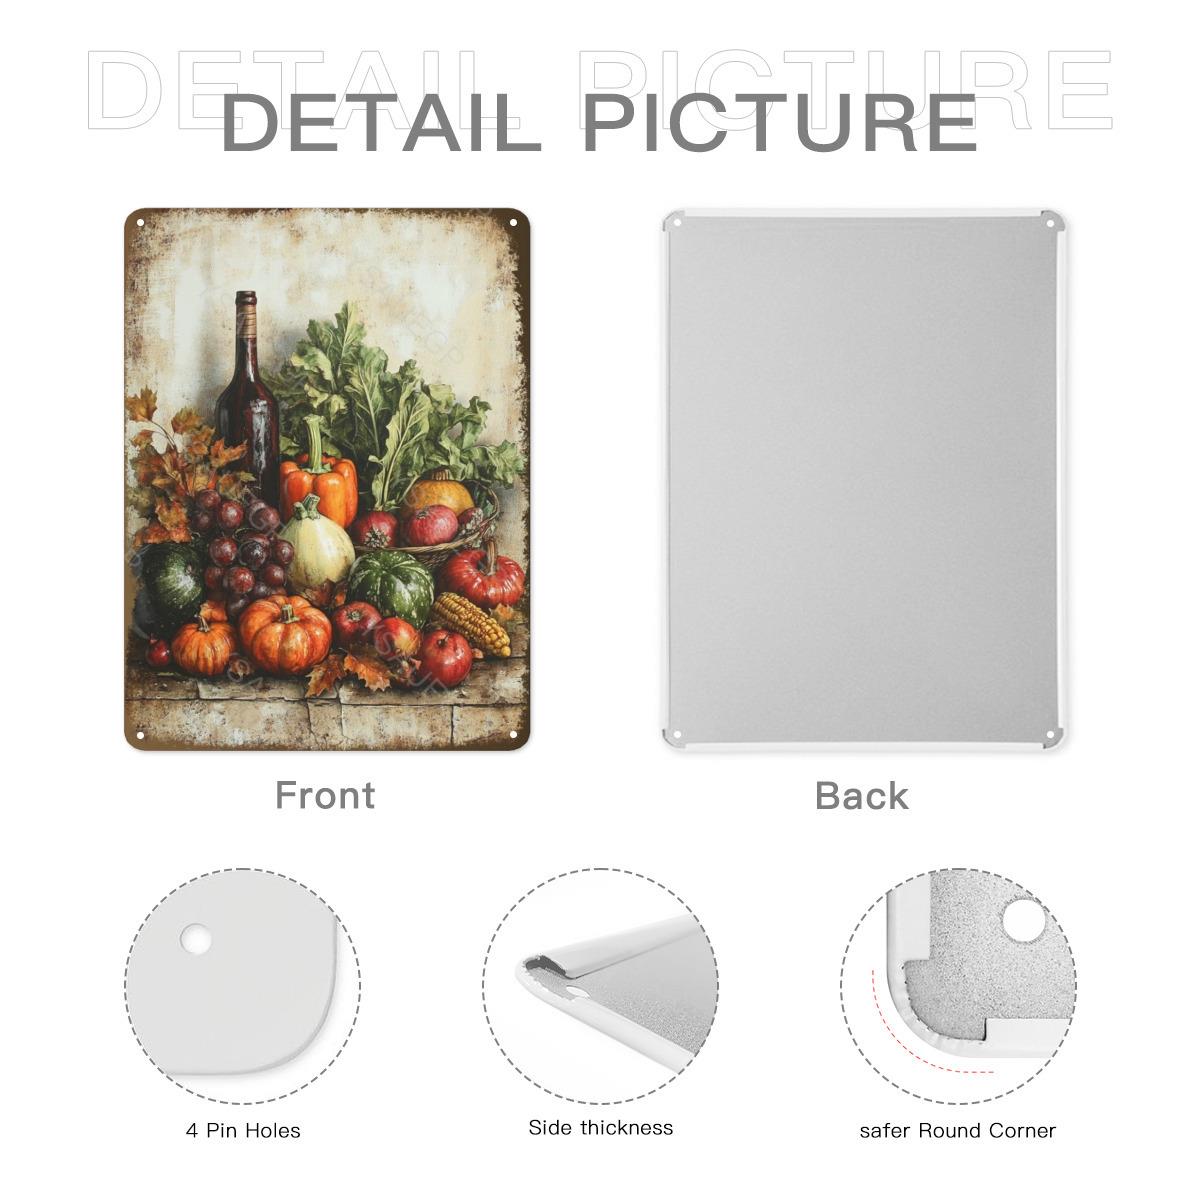 DETAIL PICTURE
DETAIL PICTURE
Front
Back
4 Pin Holes
Side thickness
safer Round Corner